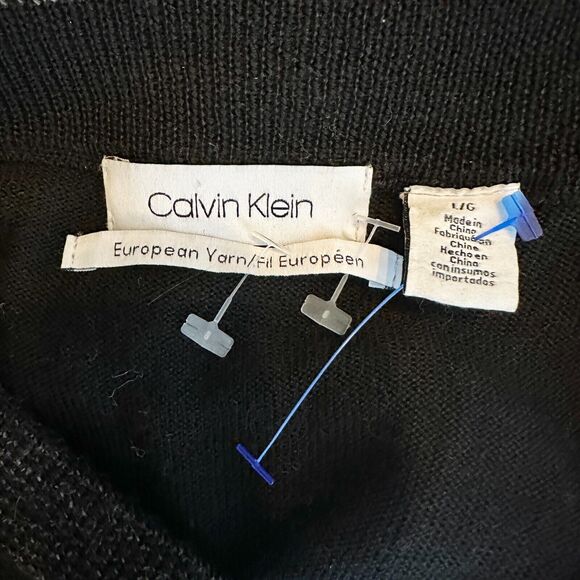 Calvin Klein
European Yarn/Fil Européen
L/G
Made in
China
Fabriqué en
Chine
Hecho en
China
con insumos
importados